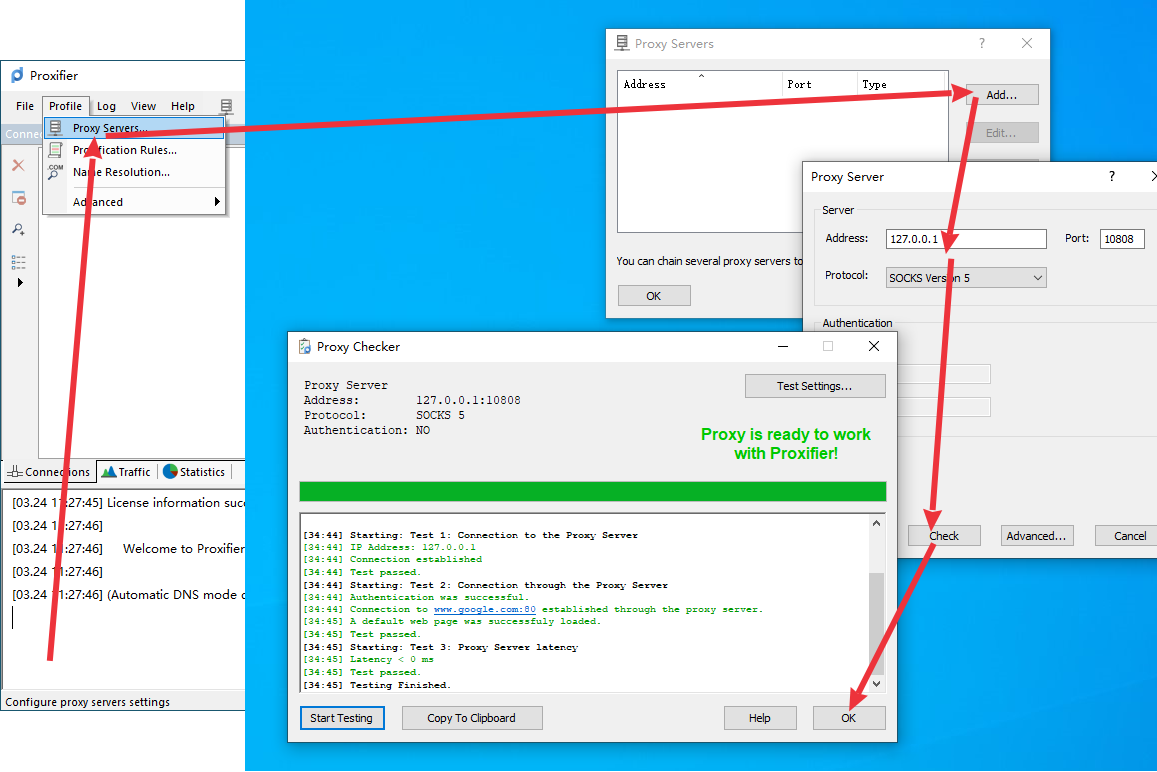 Proxifier
File Profile Log View Help
Connec
Proxy Servers...
Proxification Rules...
Name Resolution...
Advanced
.COM
Connections Traffic Statistics
[03.24 11:27:45] License information succ
[03.24 11:27:46]
[03.24 11:27:46] Welcome to Proxifier
[03.24 11:27:46]
[03.24 11:27:46] (Automatic DNS mode d
Configure proxy servers settings
Proxy Servers
?
Address Port Type
Add...
Edit...
You can chain several proxy servers to
OK
Proxy Server
?
Server
Address: 127.0.0.1 Port: 10808
Protocol: SOCKS Version 5
Authentication
Check Advanced... Cancel
Proxy Checker
Proxy Server
Address: 127.0.0.1:10808
Protocol: SOCKS 5
Authentication: NO
Test Settings...
Proxy is ready to work
with Proxifier!
[34:44] Starting: Test 1: Connection to the Proxy Server
[34:44] IP Address: 127.0.0.1
[34:44] Connection established
[34:44] Test passed.
[34:44] Starting: Test 2: Connection through the Proxy Server
[34:44] Authentication was successful.
[34:44] Connection to www.google.com:80 established through the proxy server.
[34:45] A default web page was successfuly loaded.
[34:45] Test passed.
[34:45] Starting: Test 3: Proxy Server latency
[34:45] Latency < 0 ms
[34:45] Test passed.
[34:45] Testing Finished.
Start Testing Copy To Clipboard Help OK